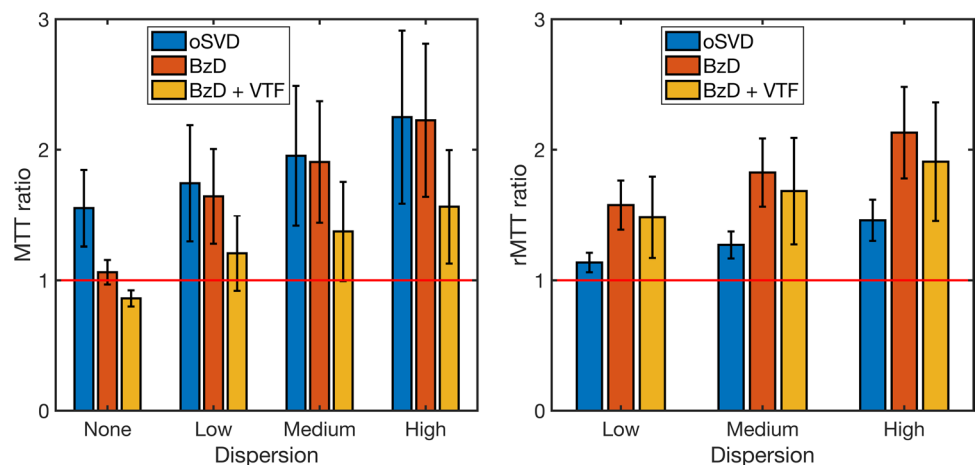 3
2
1
0
MTT ratio
oSVD
BzD
BzD + VTF
None Low Medium High
Dispersion
3
2
1
0
rMTT ratio
oSVD
BzD
BzD + VTF
Low Medium High
Dispersion